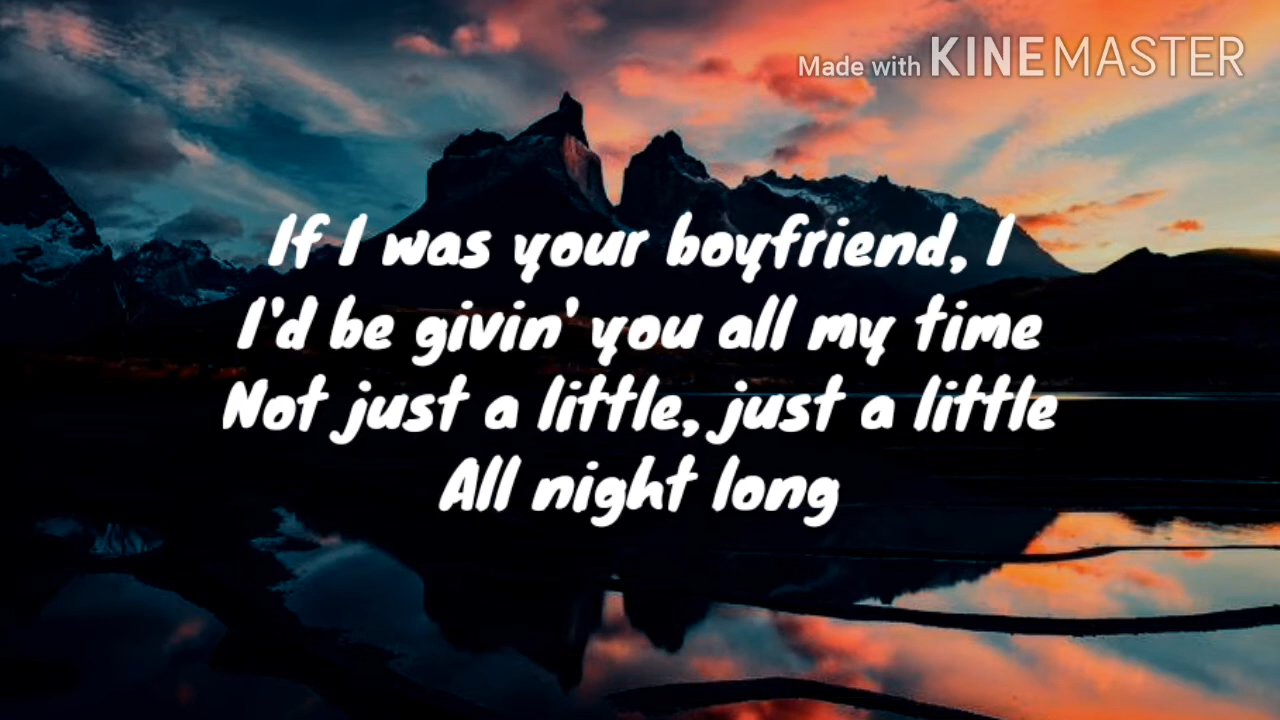 Made with KINEMASTER
If I was your boyfriend, I
I'd be givin' you all my time
Not just a little, just a little
All night long